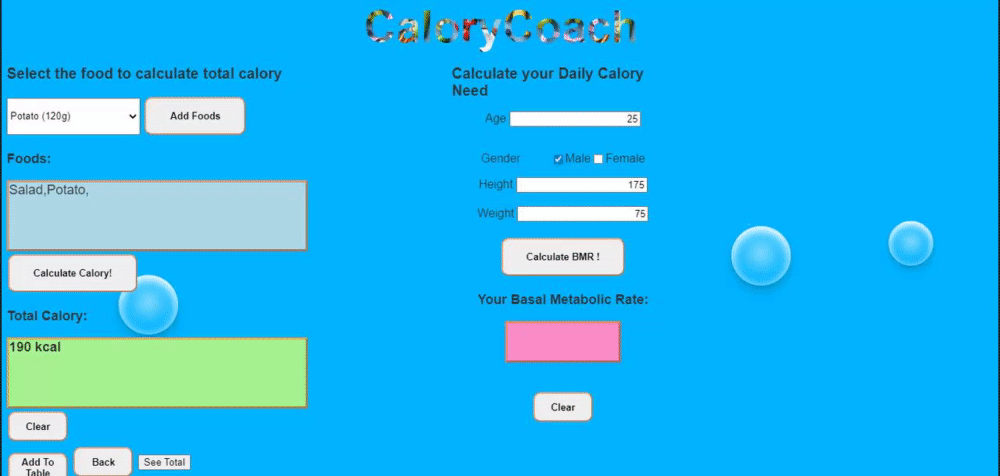 CaloryCoach
Select the food to calculate total calory
Potato (120g)
Add Foods
Foods:
Salad,Potato,
Calculate Calory!
Total Calory:
190 kcal
Clear
Add To
Table
Back
See Total
Calculate your Daily Calory
Need
Age 25
Gender Male Female
Height 175
Weight 75
Calculate BMR !
Your Basal Metabolic Rate:
Clear